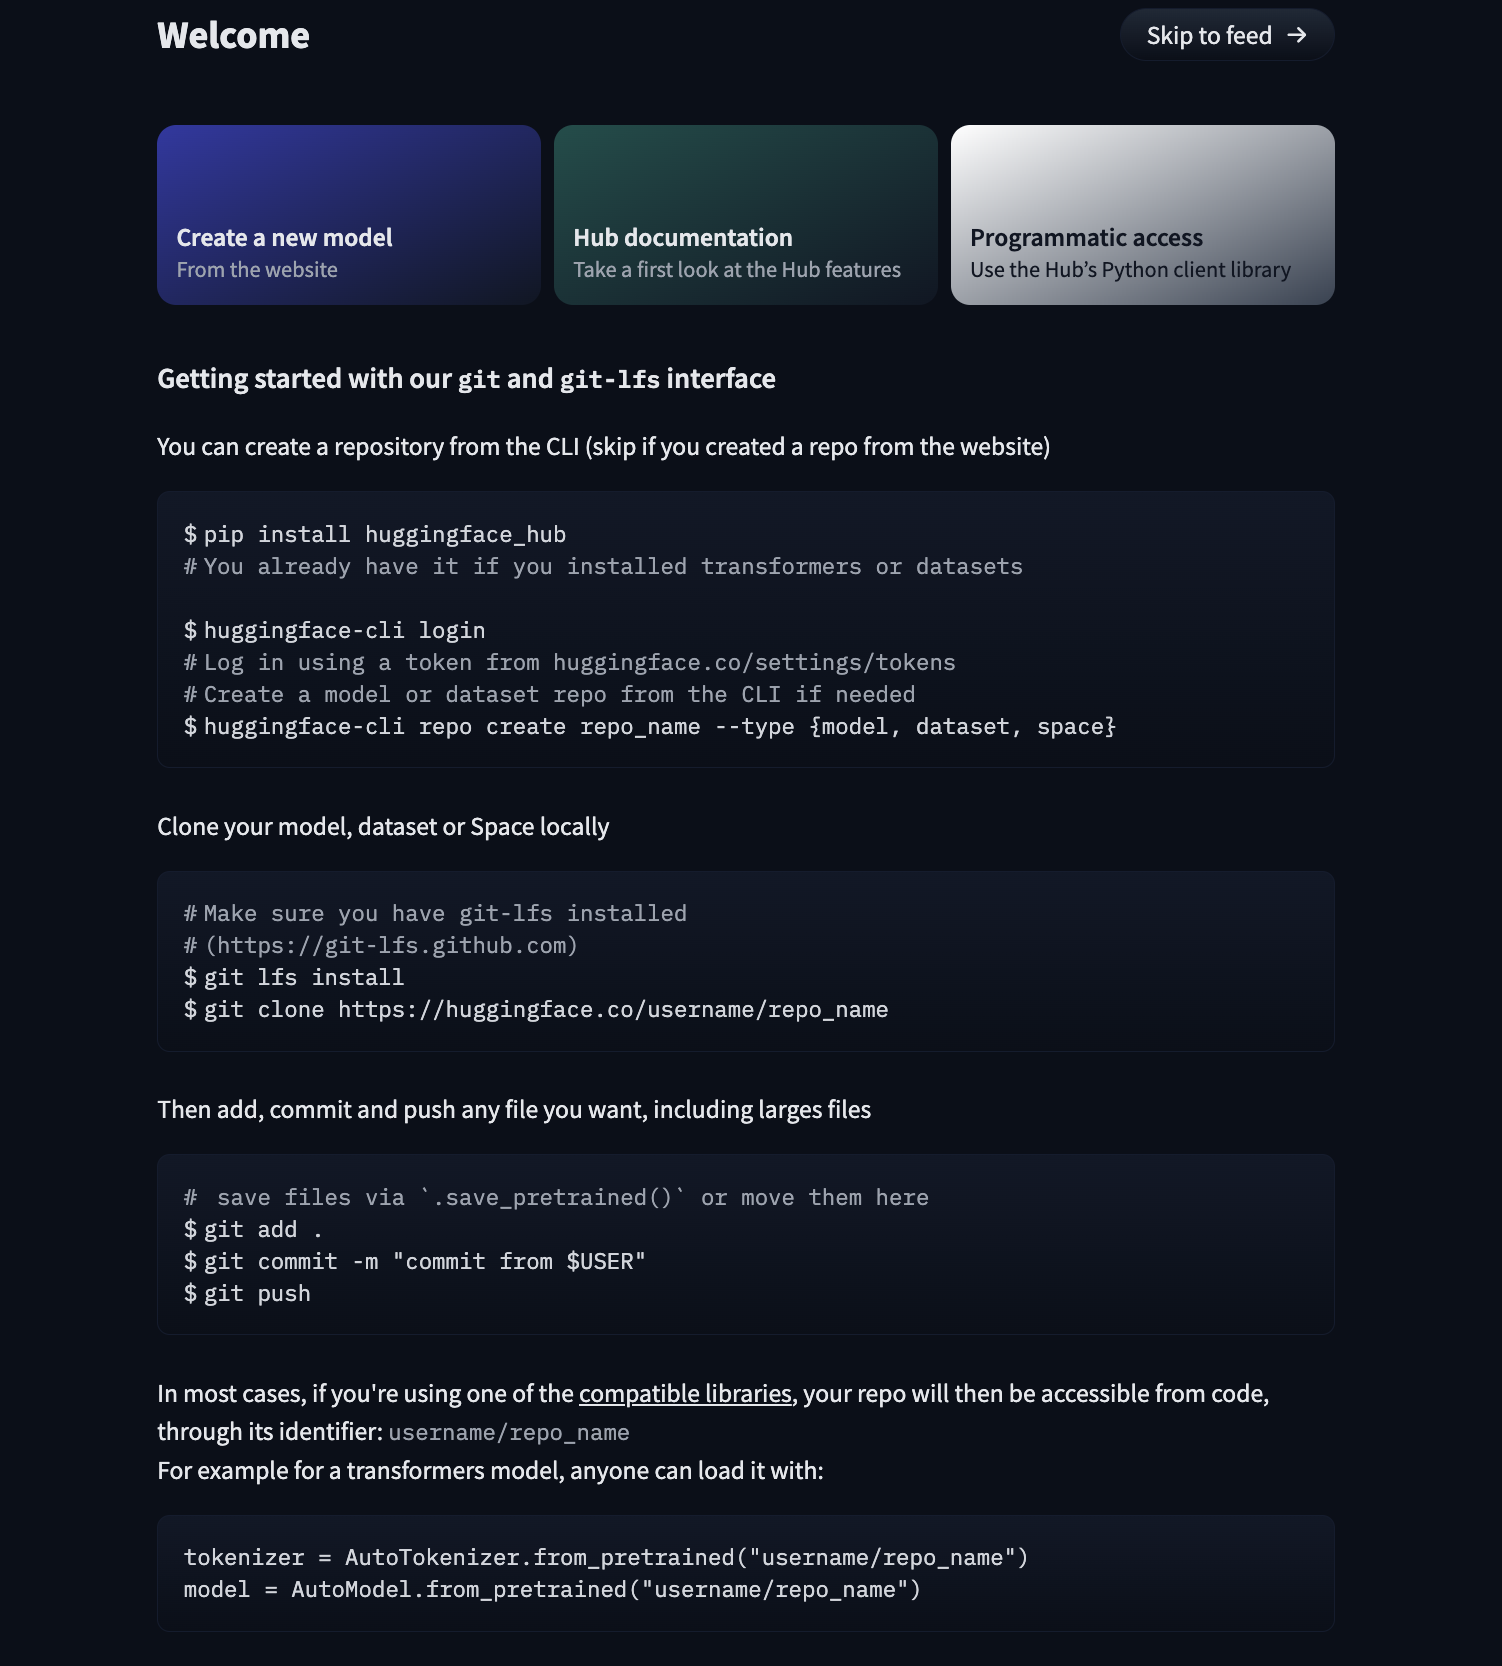 Welcome
Skip to feed →
Create a new model
From the website
Hub documentation
Take a first look at the Hub features
Programmatic access
Use the Hub’s Python client library
Getting started with our git and git-lfs interface
You can create a repository from the CLI (skip if you created a repo from the website)
$ pip install huggingface_hub
# You already have it if you installed transformers or datasets
$ huggingface-cli login
# Log in using a token from huggingface.co/settings/tokens
# Create a model or dataset repo from the CLI if needed
$ huggingface-cli repo create repo_name --type {model, dataset, space}
Clone your model, dataset or Space locally
# Make sure you have git-lfs installed
# (https://git-lfs.github.com)
$ git lfs install
$ git clone https://huggingface.co/username/repo_name
Then add, commit and push any file you want, including larges files
# save files via `.save_pretrained()` or move them here
$ git add .
$ git commit -m "commit from $USER"
$ git push
In most cases, if you're using one of the compatible libraries, your repo will then be accessible from code,
through its identifier: username/repo_name
For example for a transformers model, anyone can load it with:
tokenizer = AutoTokenizer.from_pretrained("username/repo_name")
model = AutoModel.from_pretrained("username/repo_name")